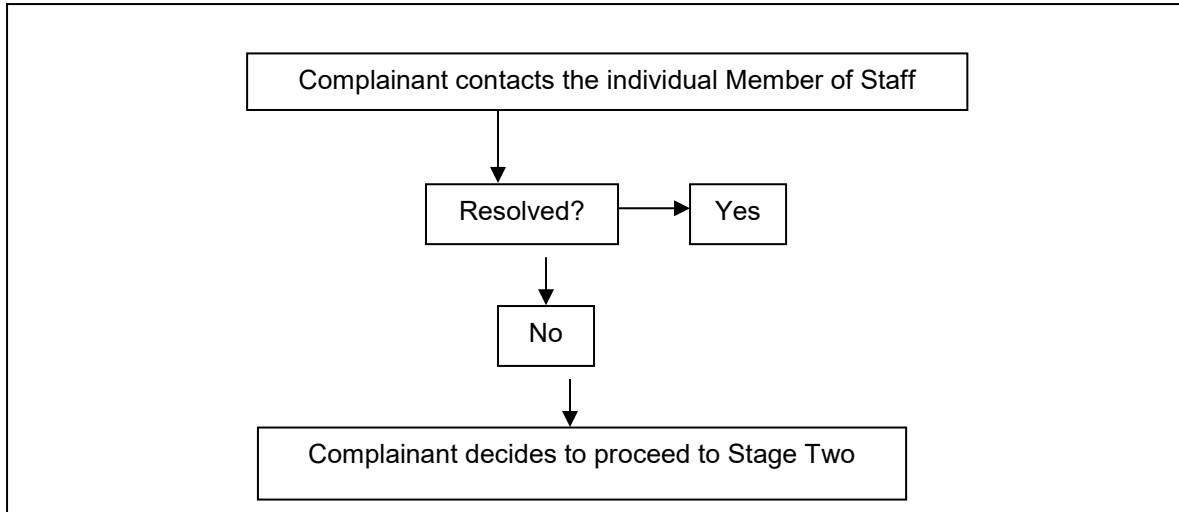 Complainant contacts the individual Member of Staff
Resolved?
Yes
No
Complainant decides to proceed to Stage Two